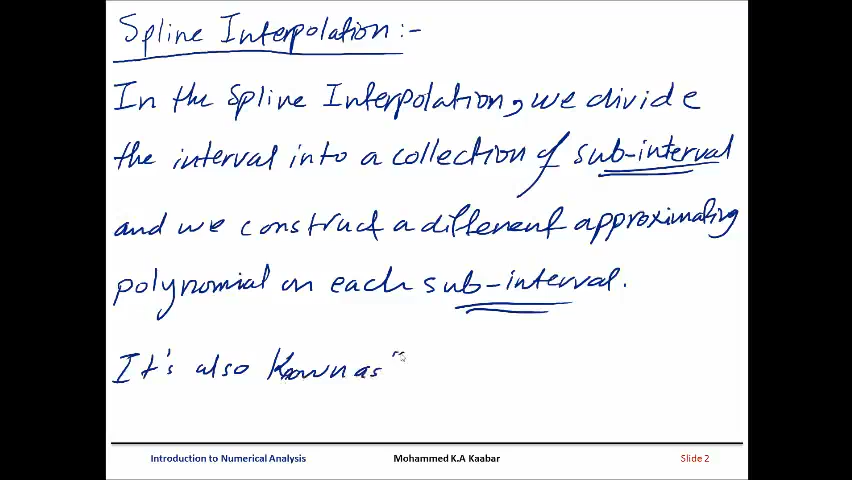 Spline Interpolation:-
In the Spline Interpolation, we divide
the interval into a collection of sub-interval
and we construct a different approximating
polynomial on each sub-interval.
It's also Known as "
Introduction to Numerical Analysis Mohammed K.A Kaabar Slide 2